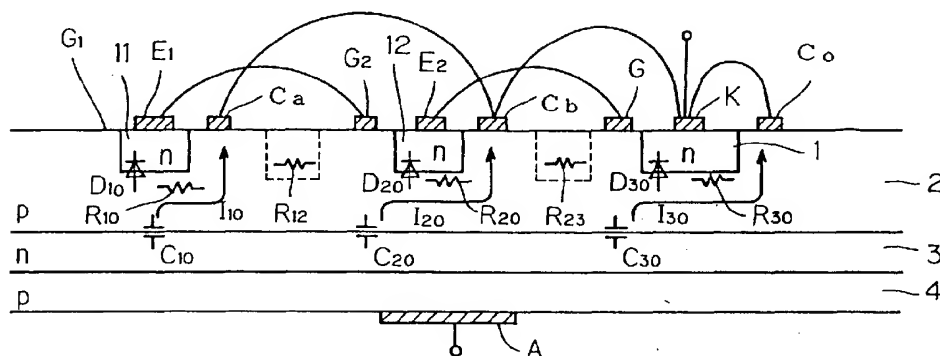 G1 11 E1 Ca G2 12 E2 Cb G K Co
n n n 1
D10 R12 D20 R23 D30 2
R10 I10 I20 R20 I30 R30
p
n C10 C20 C30 3
p 4
A